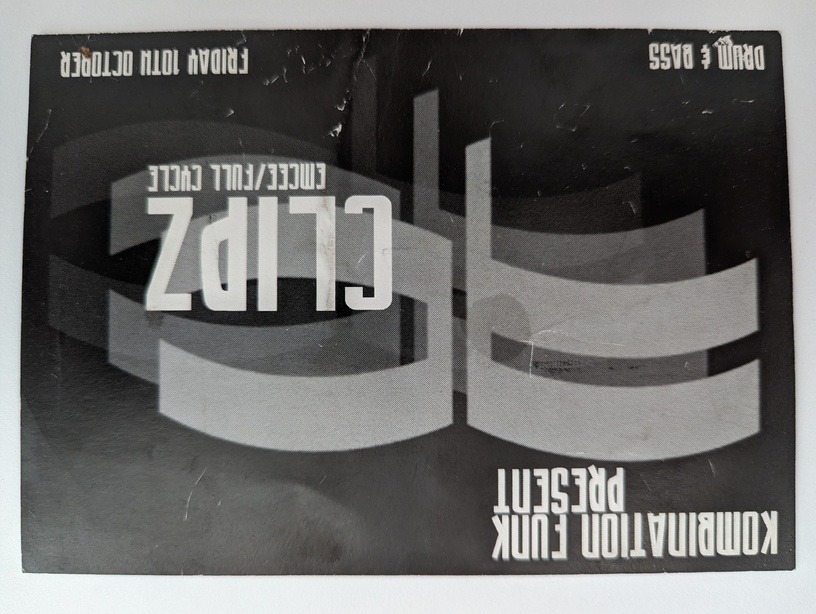 KOMBINATION FUNK
PRESENT
CLIPZ
EMCEE/FULL CYCLE
DRUM & BASS
FRIDAY 10TH OCTOBER